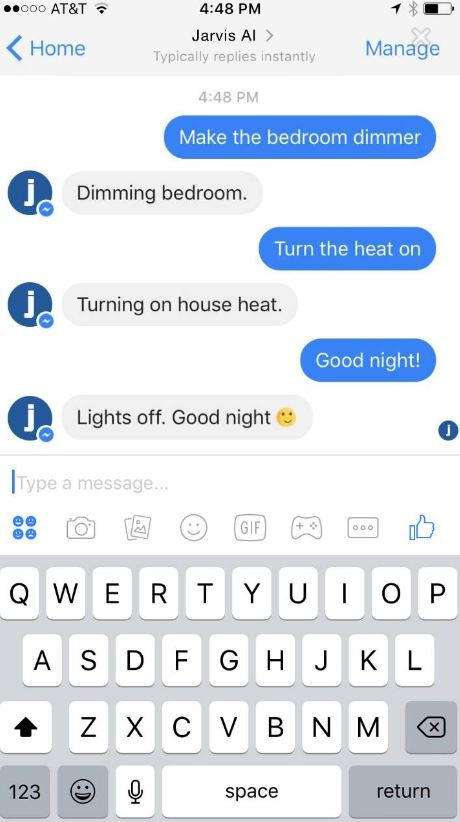 AT&T 4:48 PM
Home Jarvis AI Manage
Typically replies instantly
4:48 PM
Make the bedroom dimmer
j
Dimming bedroom.
Turn the heat on
j
Turning on house heat.
Good night!
j
Lights off. Good night 🙂
j
Type a message...
GIF
Q W E R T Y U I O P
A S D F G H J K L
Z X C V B N M
123 space return